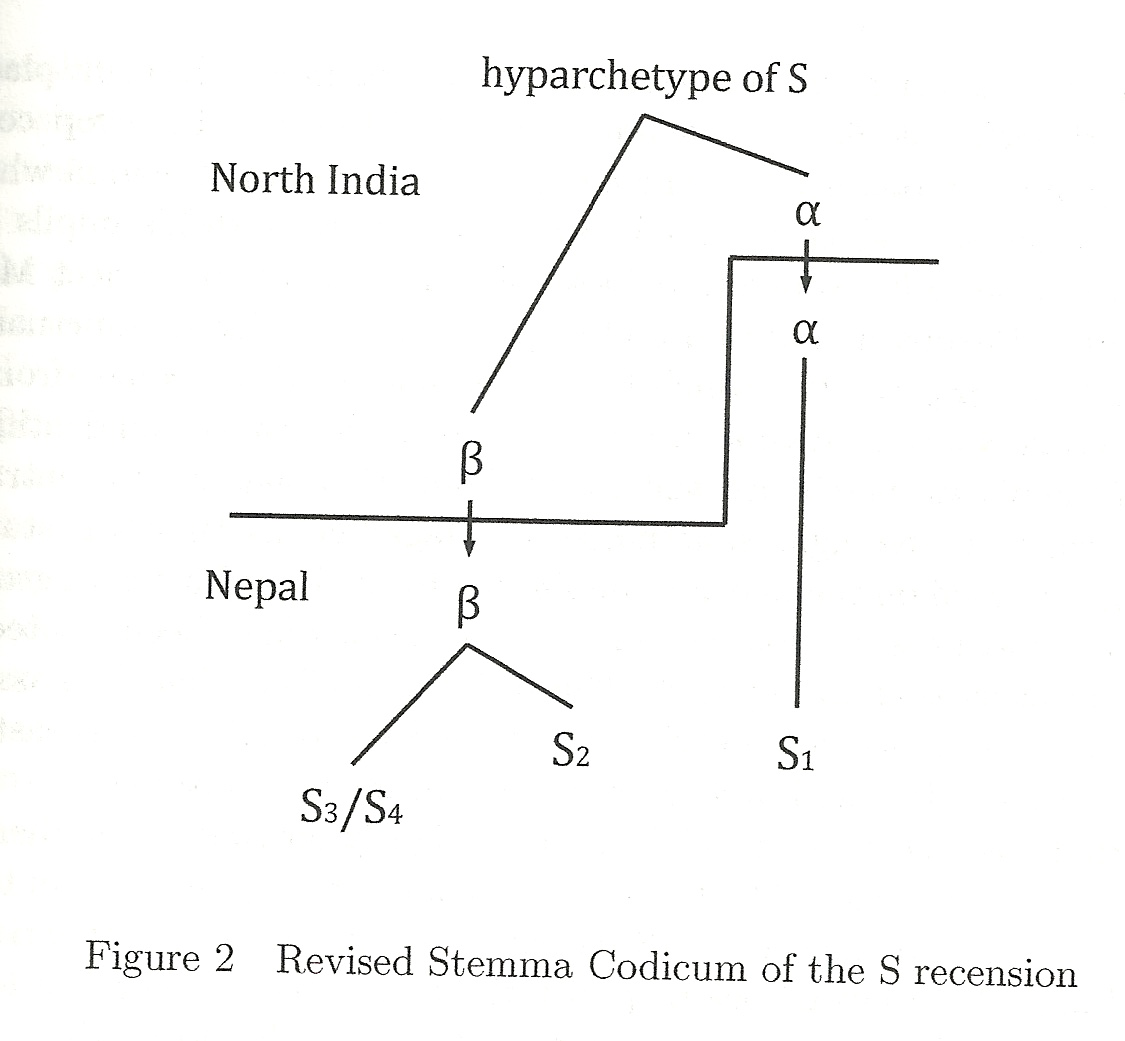 hyparchetype of S
North India
α
α
β
Nepal
β
S2
S1
S3/S4
Figure 2 Revised Stemma Codicum of the S recension